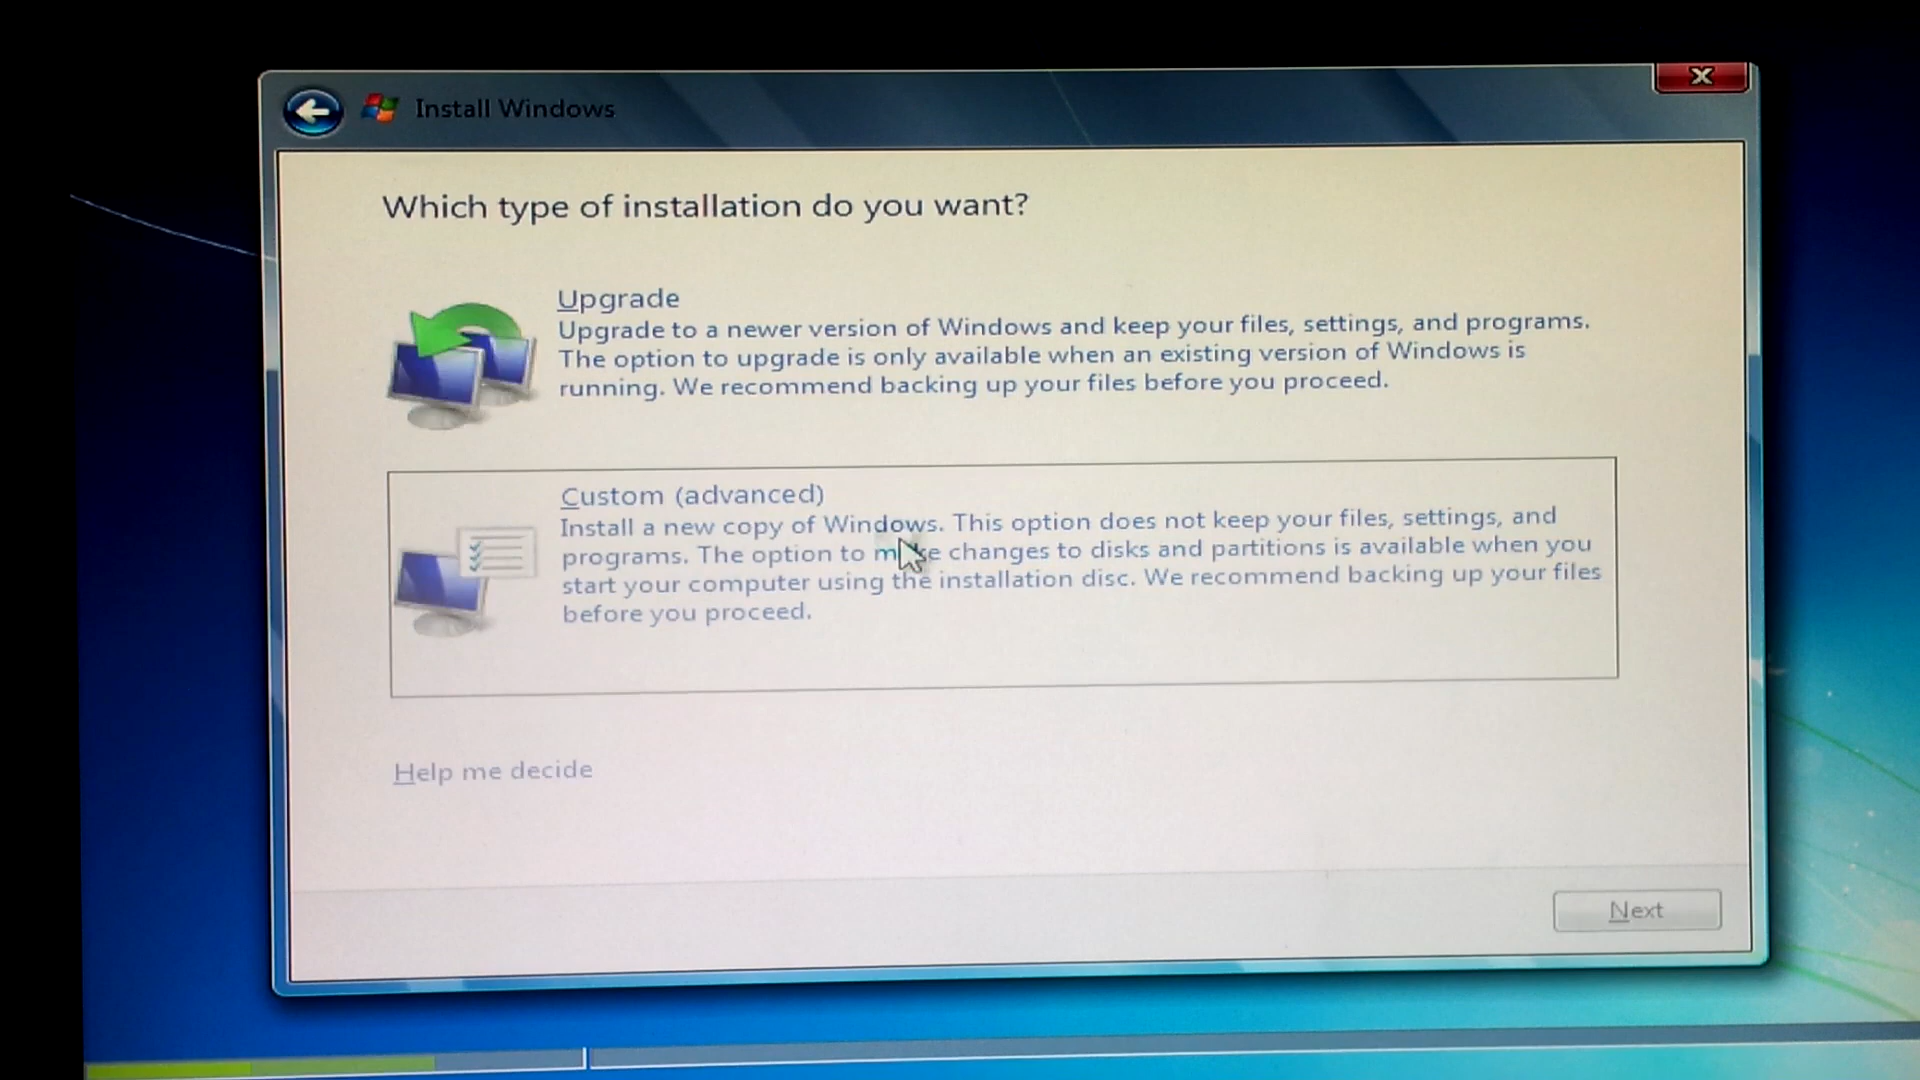 Install Windows
Which type of installation do you want?
Upgrade
Upgrade to a newer version of Windows and keep your files, settings, and programs.
The option to upgrade is only available when an existing version of Windows is
running. We recommend backing up your files before you proceed.
Custom (advanced)
Install a new copy of Windows. This option does not keep your files, settings, and
programs. The option to make changes to disks and partitions is available when you
start your computer using the installation disc. We recommend backing up your files
before you proceed.
Help me decide
Next